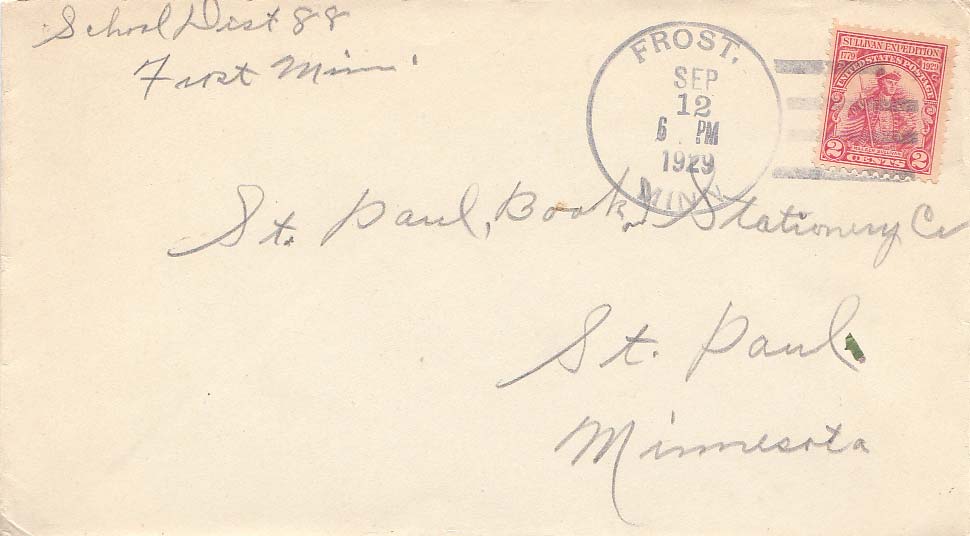 School Dist 88
Frost Minn.
FROST.
SEP
12
6 PM
1929
MINN.
SULLIVAN EXPEDITION
1779 1929
UNITED STATES POSTAGE
2 CENTS 2
St. Paul, Book and Stationery Co
St. Paul
Minnesota